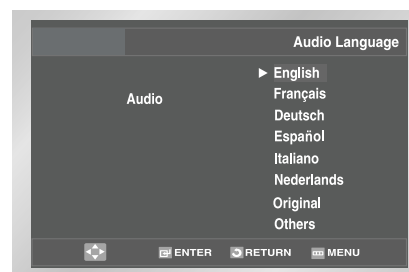 Audio Language
Audio
▶ English
Français
Deutsch
Español
Italiano
Nederlands
Original
Others
ENTER RETURN MENU